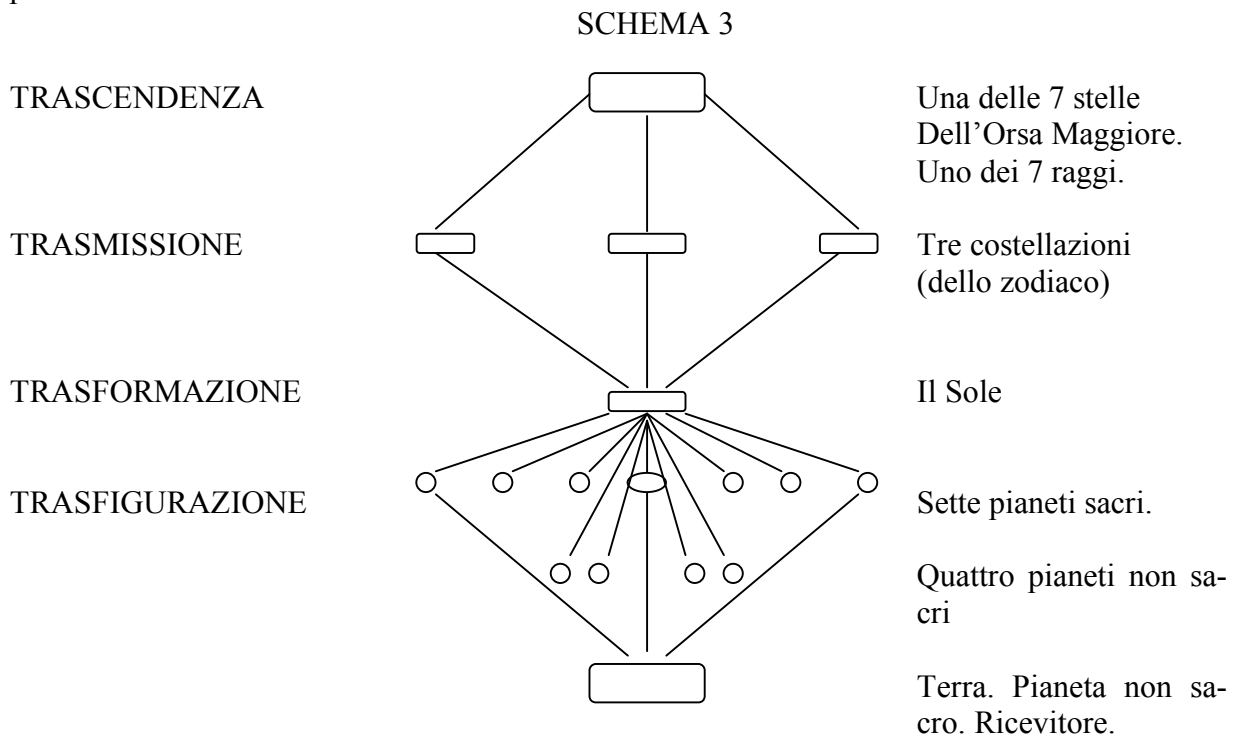 SCHEMA 3
TRASCENDENZA
Una delle 7 stelle
Dell’Orsa Maggiore.
Uno dei 7 raggi.
TRASMISSIONE
Tre costellazioni
(dello zodiaco)
TRASFORMAZIONE
Il Sole
TRASFIGURAZIONE
Sette pianeti sacri.
Quattro pianeti non sa-
cri
Terra. Pianeta non sa-
cro. Ricevitore.